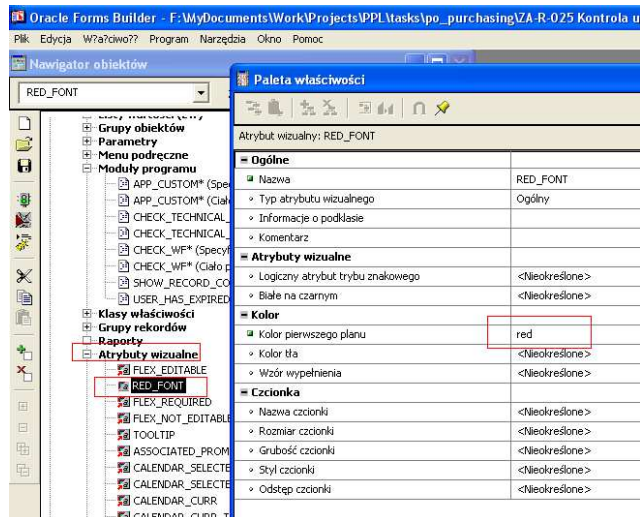 Oracle Forms Builder - F:\MyDocuments\Work\Projects\PPL\tasks\po_purchasing\ZA-R-025 Kontrola u
Plik Edycja W?a?ciwo?? Program Narzędzia Okno Pomoc
Nawigator obiektów
RED_FONT
Grupy obiektów
Parametry
Menu podręczne
Moduły programu
APP_CUSTOM* (Spe
APP_CUSTOM* (Ciał
CHECK_TECHNICAL_
CHECK_TECHNICAL_
CHECK_WF* (Specyf
CHECK_WF* (Ciało p
SHOW_RECORD_CO
USER_HAS_EXPIRED
Klasy właściwości
Grupy rekordów
Raporty
Atrybuty wizualne
FLEX_EDITABLE
RED_FONT
FLEX_REQUIRED
FLEX_NOT_EDITABL
TOOLTIP
ASSOCIATED_PROM
CALENDAR_SELECTE
CALENDAR_SELECTE
CALENDAR_CURR
Paleta właściwości
Atrybut wizualny: RED_FONT
Ogólne
Nazwa RED_FONT
Typ atrybutu wizualnego Ogólny
Informacje o podklasie
Komentarz
Atrybuty wizualne
Logiczny atrybut trybu znakowego <Nieokreślone>
Białe na czarnym <Nieokreślone>
Kolor
Kolor pierwszego planu red
Kolor tła <Nieokreślone>
Wzór wypełnienia <Nieokreślone>
Czcionka
Nazwa czcionki <Nieokreślone>
Rozmiar czcionki <Nieokreślone>
Grubość czcionki <Nieokreślone>
Styl czcionki <Nieokreślone>
Odstęp czcionki <Nieokreślone>